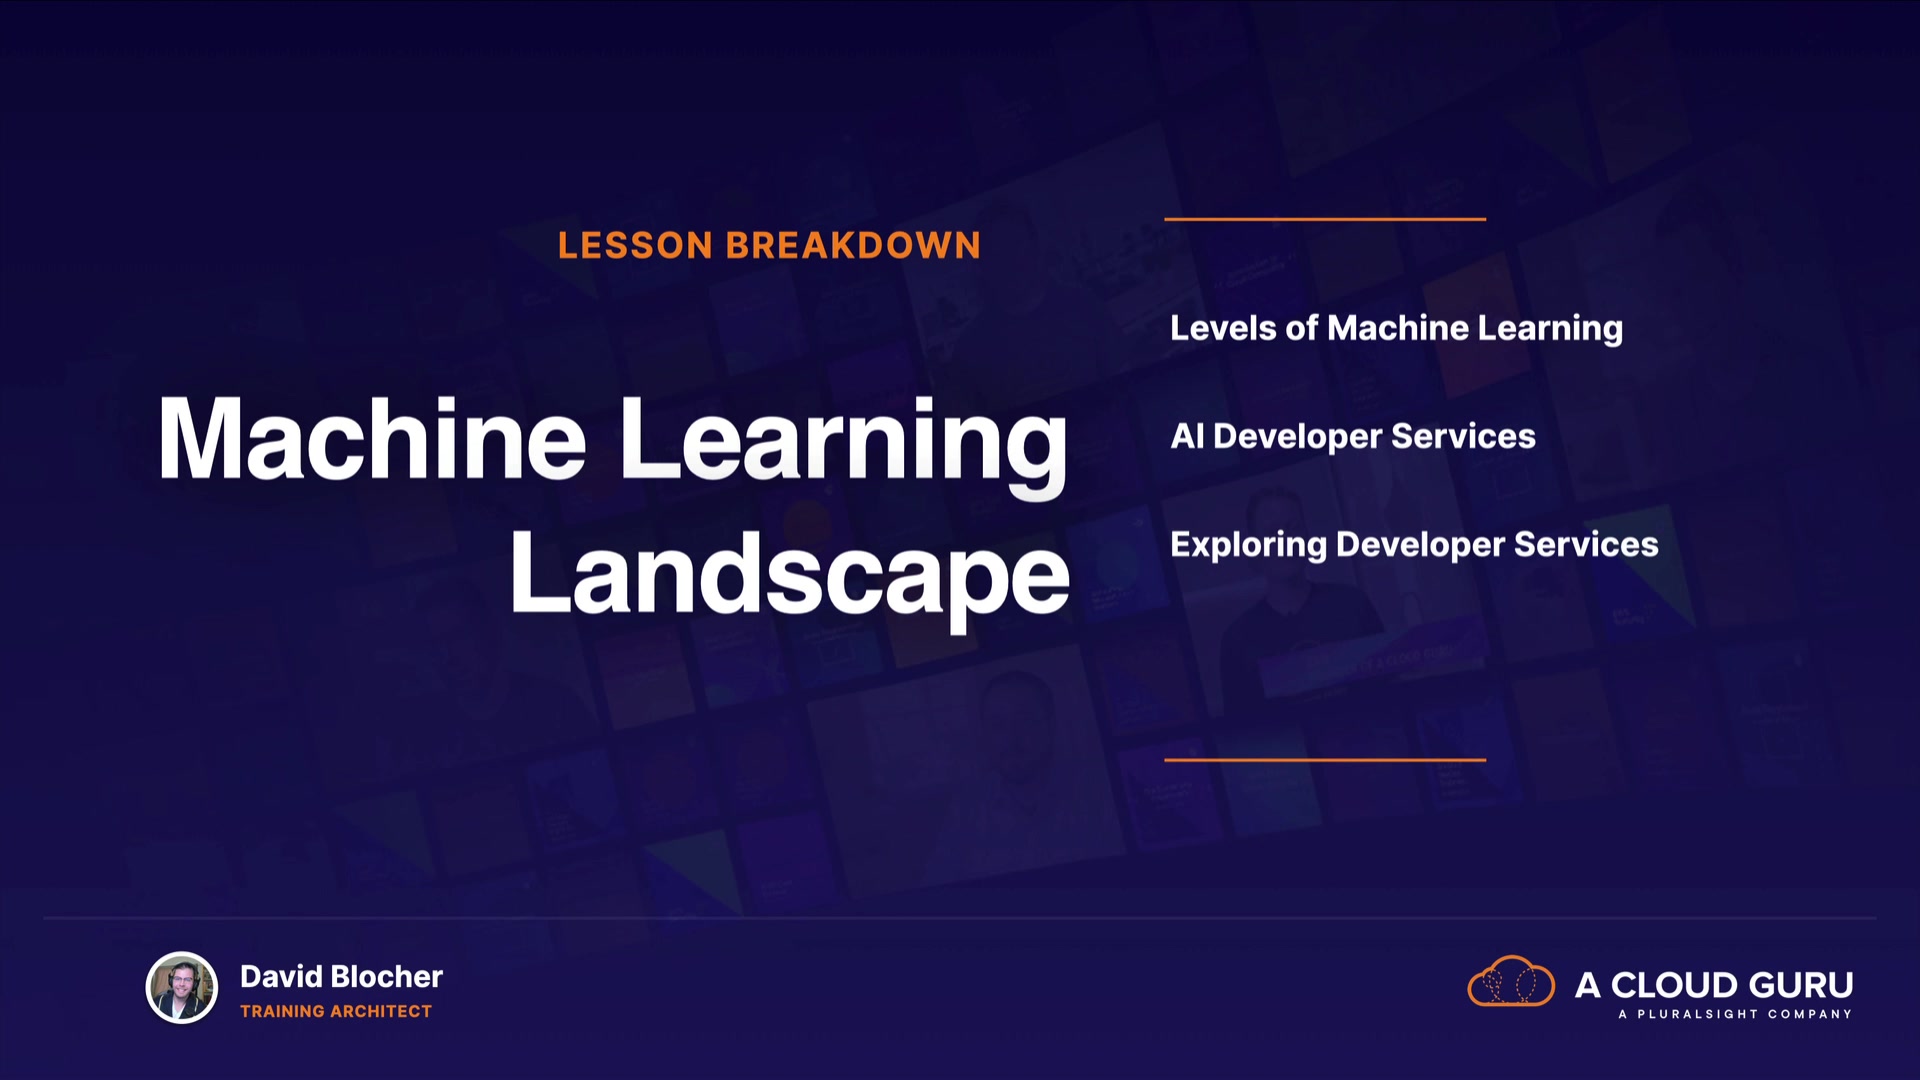 LESSON BREAKDOWN
Machine Learning
Landscape
Levels of Machine Learning
AI Developer Services
Exploring Developer Services
David Blocher
TRAINING ARCHITECT
A CLOUD GURU
A PLURALSIGHT COMPANY